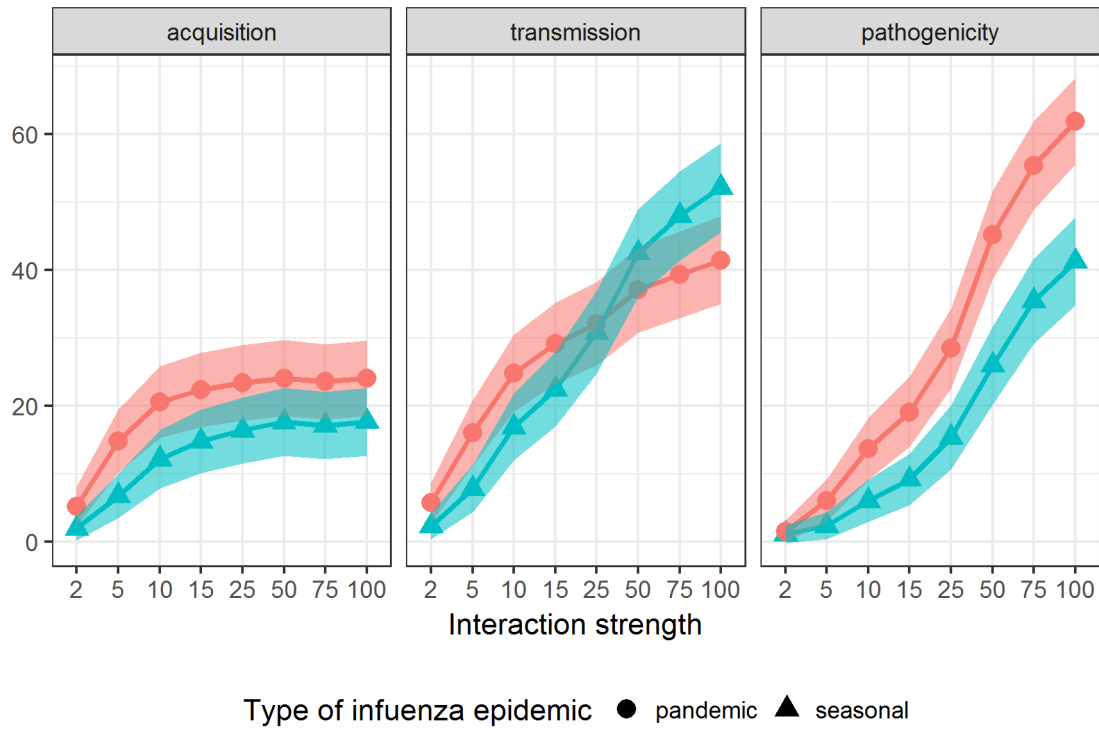 acquisition transmission pathogenicity
60
40
20
0
2 5 10 15 25 50 75 100 2 5 10 15 25 50 75 100 2 5 10 15 25 50 75 100
Interaction strength
Type of infuenza epidemic pandemic seasonal